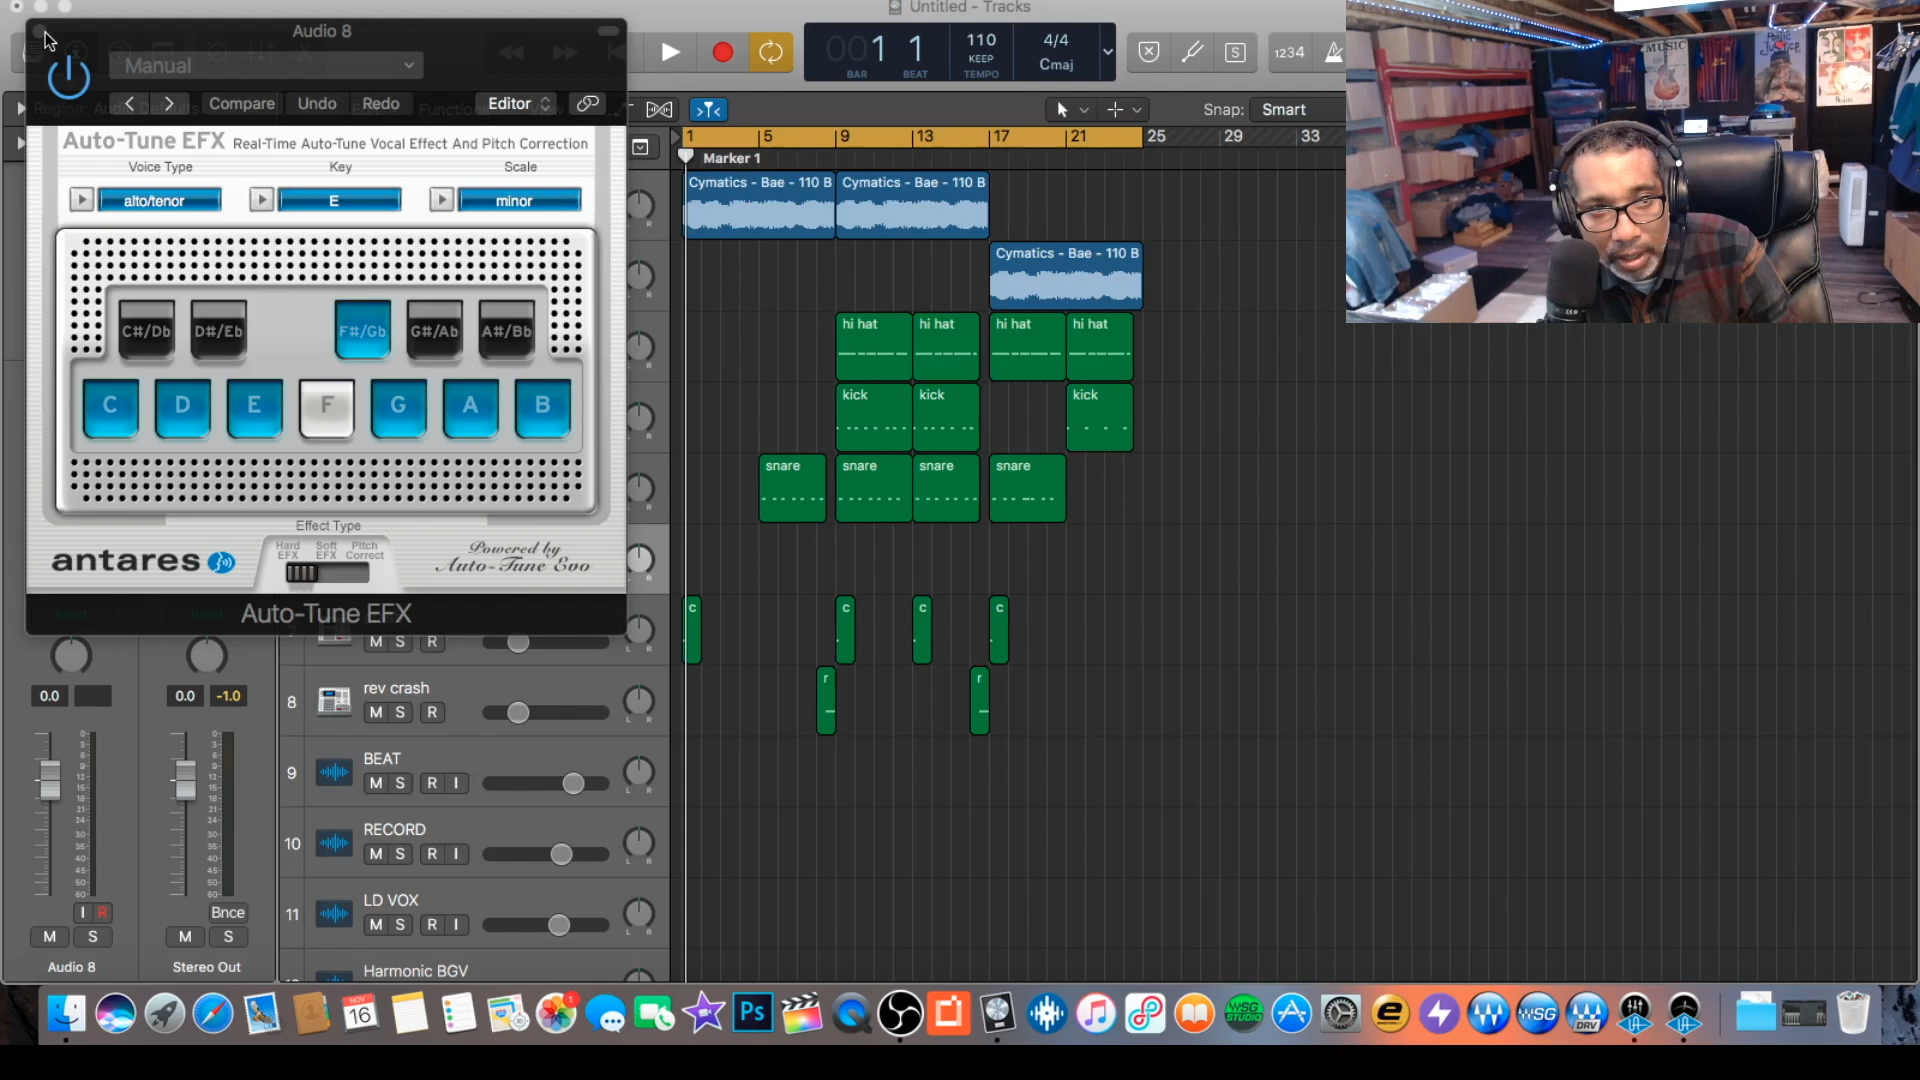 Untitled - Tracks
Audio 8
Manual
Compare
Undo
Redo
Editor
1
1
BAR
BEAT
110
KEEP
TEMPO
4/4
Cmaj
S
1234
Snap:
Smart
Auto-Tune EFX
Real-Time Auto-Tune Vocal Effect And Pitch Correction
Voice Type
Key
Scale
alto/tenor
E
minor
C#/Db
D#/Eb
F#/Gb
G#/Ab
A#/Bb
C
D
E
F
G
A
B
Effect Type
Hard EFX
Soft EFX
Pitch Correct
antares
Powered by
Auto-Tune Evo
Auto-Tune EFX
1
5
9
13
17
21
25
29
33
Marker 1
Cymatics - Bae - 110 B
Cymatics - Bae - 110 B
Cymatics - Bae - 110 B
hi hat
hi hat
hi hat
hi hat
kick
kick
kick
snare
snare
snare
snare
c
c
c
c
r
r
M S R
8
rev crash
M S R
9
BEAT
M S R I
10
RECORD
M S R I
11
LD VOX
M S R I
Harmonic BGV
0.0
0.0
-1.0
I R
Bnce
M S
M S
Audio 8
Stereo Out
MUSIC
NOV
16
1
Ps
WSG
STUDIO
WSG
DRV